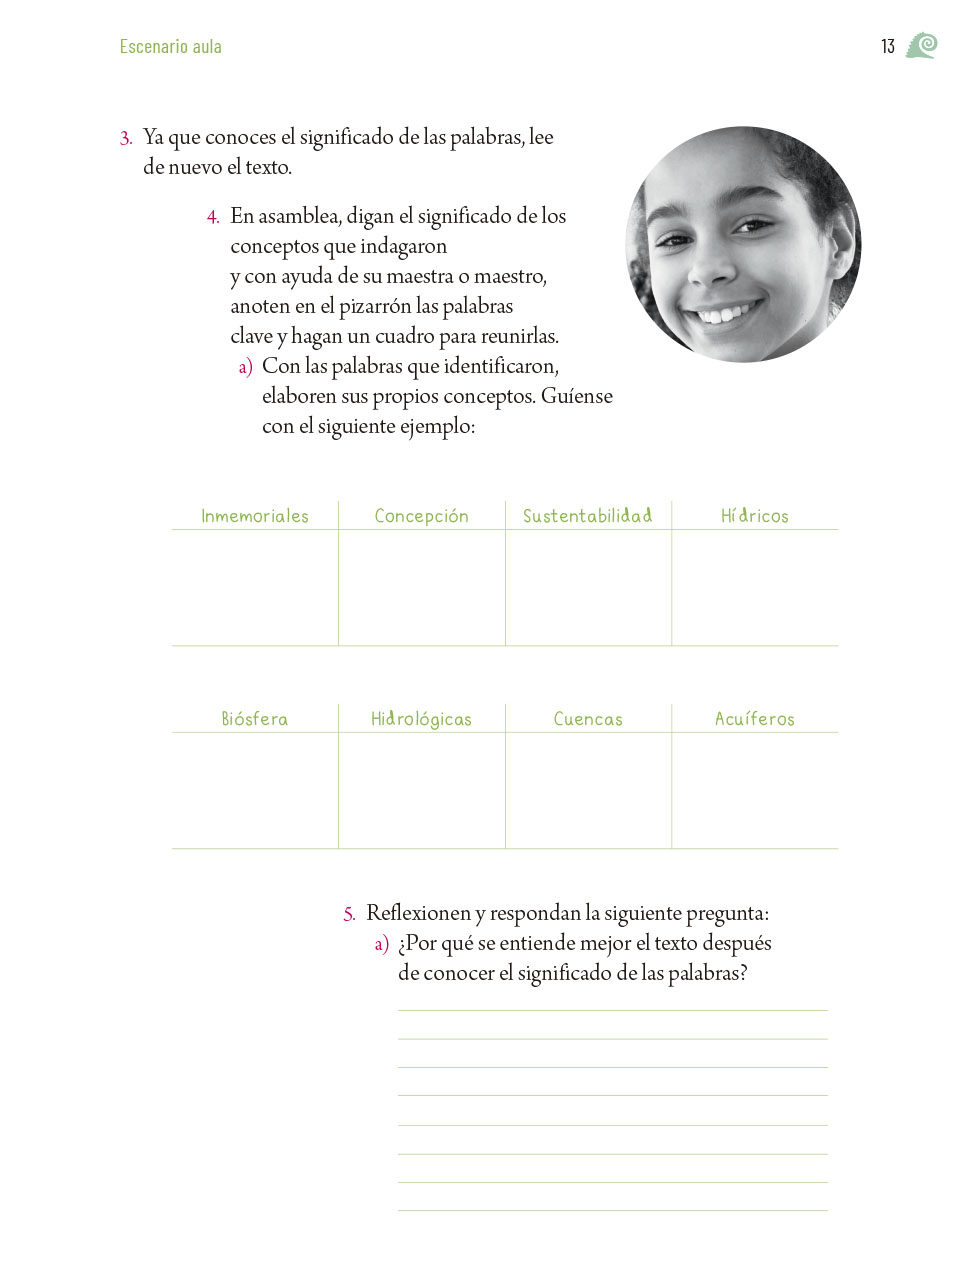 Escenario aula
13
3. Ya que conoces el significado de las palabras, lee
de nuevo el texto.
4. En asamblea, digan el significado de los
conceptos que indagaron
y con ayuda de su maestra o maestro,
anoten en el pizarrón las palabras
clave y hagan un cuadro para reunirlas.
a) Con las palabras que identificaron,
elaboren sus propios conceptos. Guíense
con el siguiente ejemplo:
Inmemoriales Concepción Sustentabilidad Hídricos
Biósfera Hidrológicas Cuencas Acuíferos
5. Reflexionen y respondan la siguiente pregunta:
a) ¿Por qué se entiende mejor el texto después
de conocer el significado de las palabras?